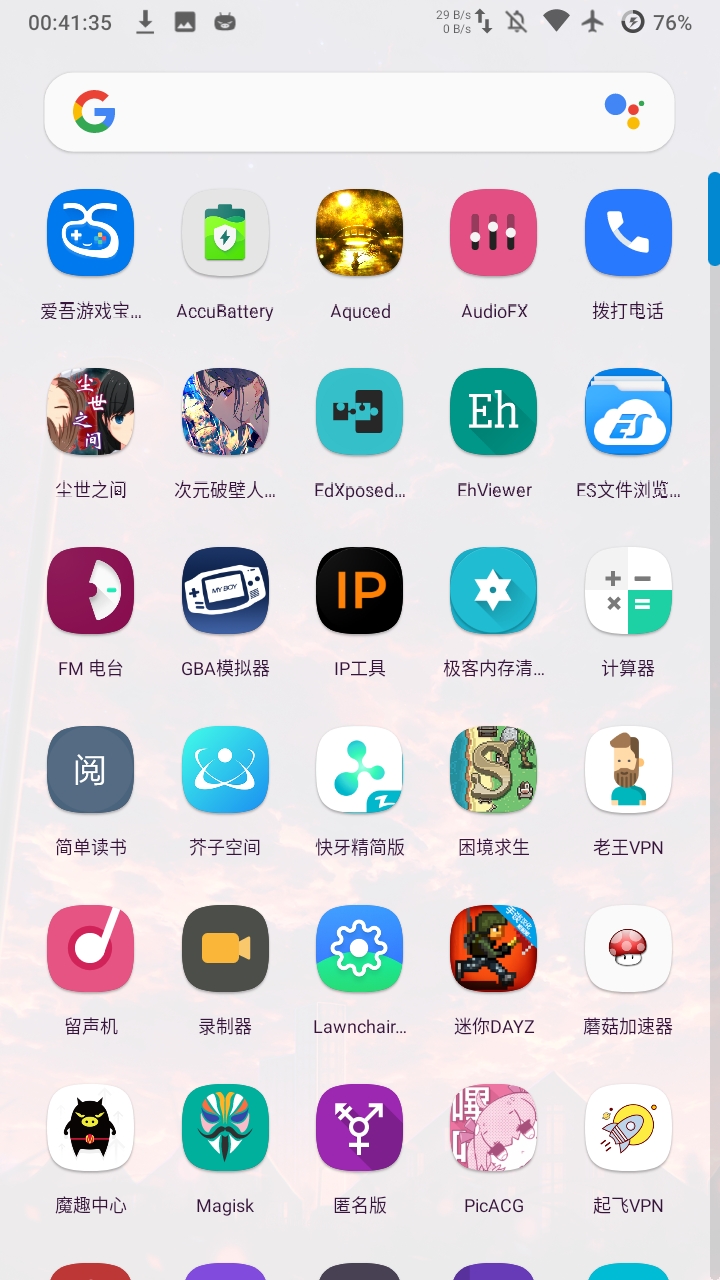 00:41:35
29 B/s
0 B/s
76%
爱吾游戏宝...
AccuBattery
Aquced
AudioFX
拨打电话
尘世之间
Eh
ES
尘世之间
次元破壁人...
EdXposed...
EhViewer
ES文件浏览...
MY BOY
IP
FM 电台
GBA模拟器
IP工具
极客内存清...
计算器
阅
简单读书
芥子空间
快牙精简版
困境求生
老王VPN
留声机
录制器
Lawnchair...
迷你DAYZ
蘑菇加速器
魔趣中心
Magisk
匿名版
PicACG
起飞VPN